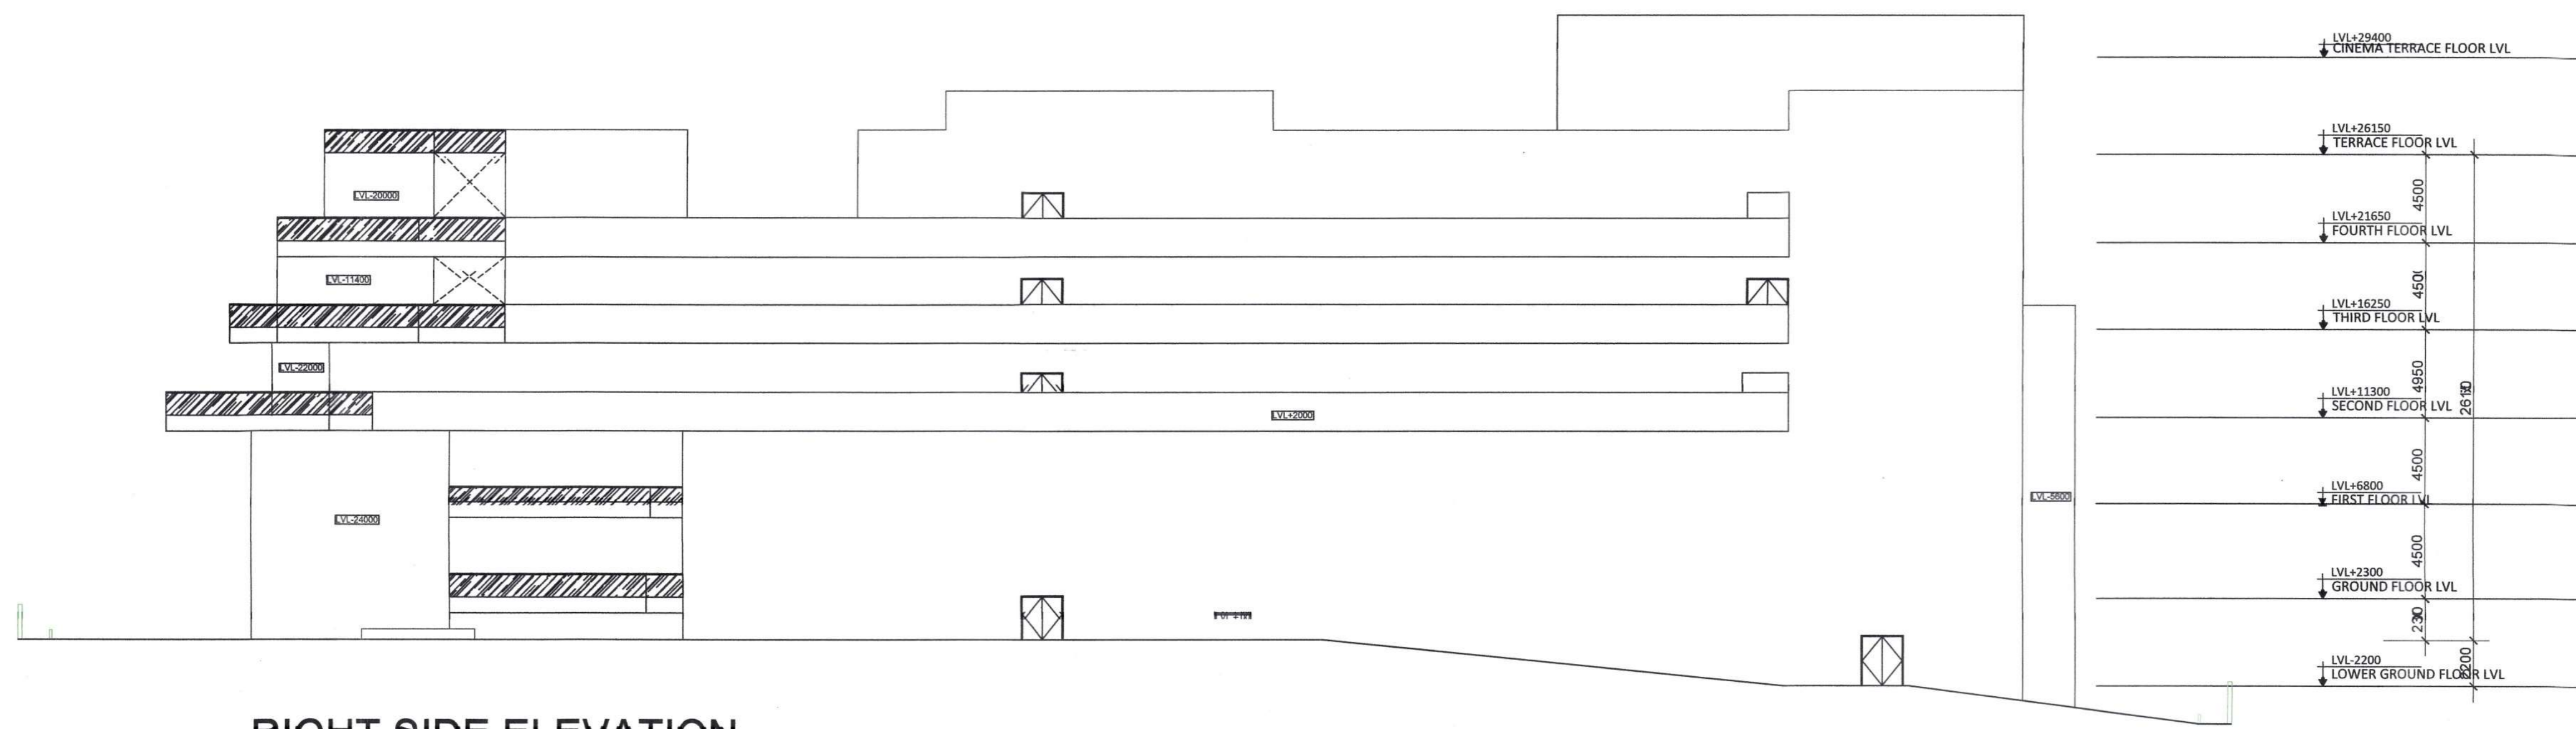 LVL+29400
CINEMA TERRACE FLOOR LVL
LVL+26150
TERRACE FLOOR LVL
4500
LVL-20000
LVL+21650
FOURTH FLOOR LVL
LVL-11400
LVL+16250
THIRD FLOOR LVL
LVL-22000
4950
LVL+11300
SECOND FLOOR LVL
LVL+2000
4500
LVL+6800
FIRST FLOOR LVL
LVL-5600
LVL-24000
4500
LVL+2300
GROUND FLOOR LVL
LVL-2200
LOWER GROUND FLOOR LVL
RIGHT SIDE ELEVATION